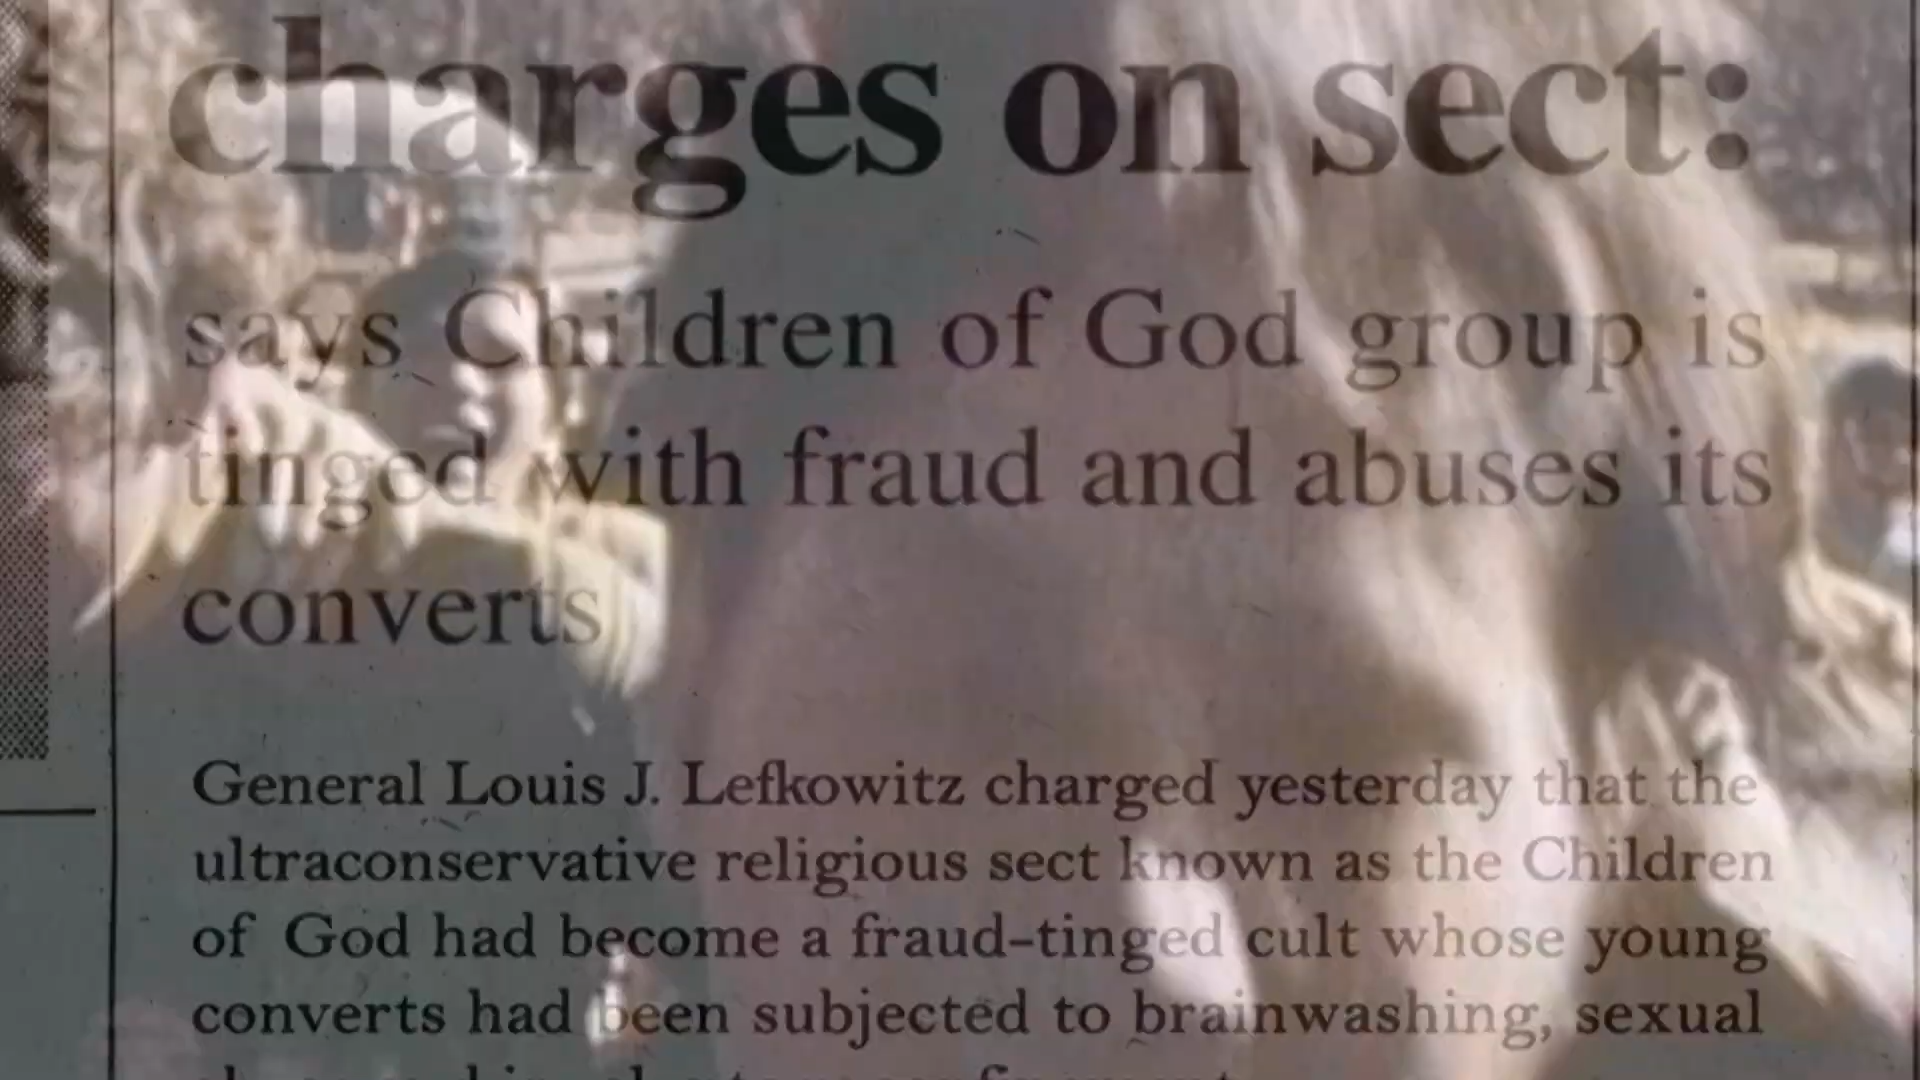 charges on sect:
says Children of God group is
tinged with fraud and abuses its
converts
General Louis J. Lefkowitz charged yesterday that the
ultraconservative religious sect known as the Children
of God had become a fraud-tinged cult whose young
converts had been subjected to brainwashing, sexual